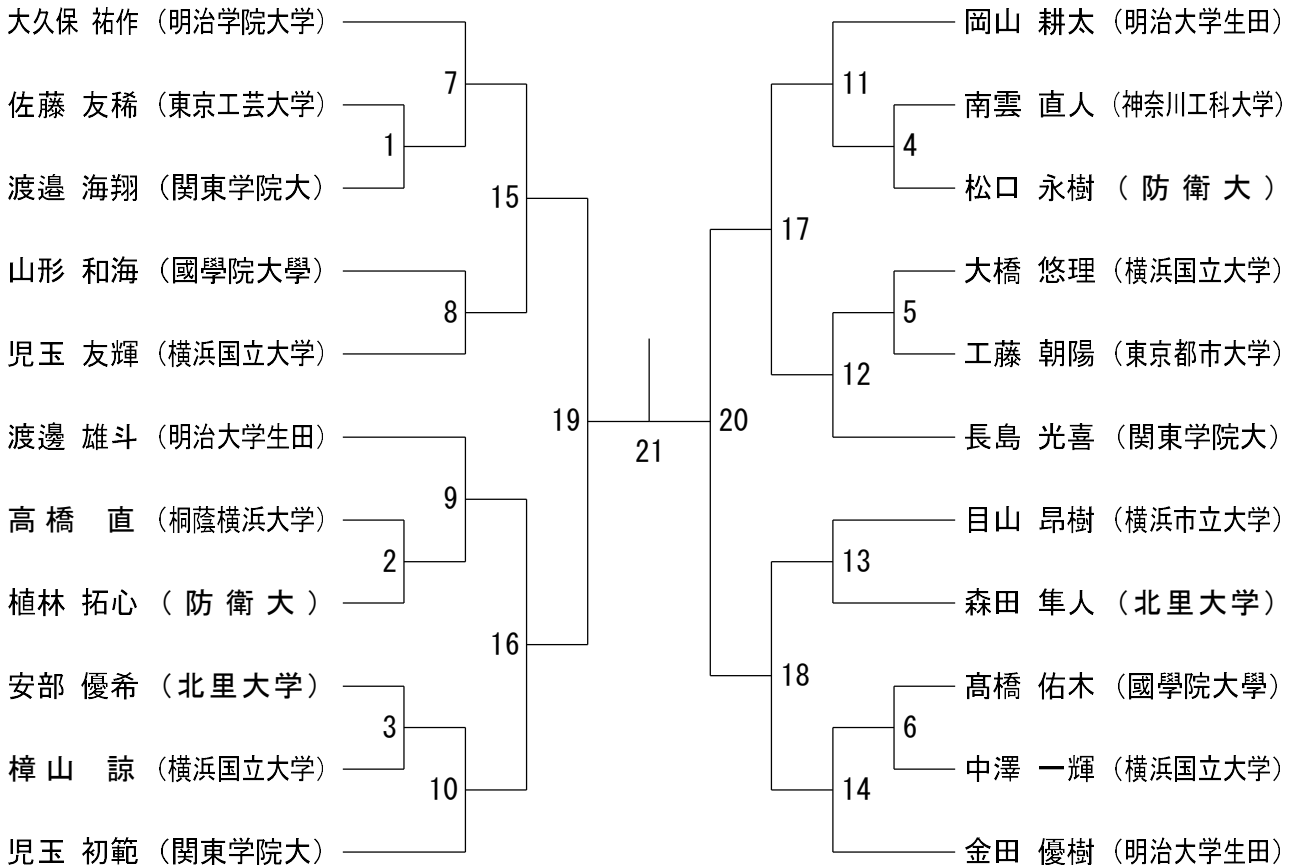 大久保 祐作 (明治学院大学)
7
佐藤 友稀 (東京工芸大学)
1
渡邉 海翔 (関東学院大)
15
山形 和海 (國學院大學)
8
児玉 友輝 (横浜国立大学)
19
渡邊 雄斗 (明治大学生田)
9
高橋 直 (桐蔭横浜大学)
2
植林 拓心 (防衛大)
16
安部 優希 (北里大学)
3
樟山 諒 (横浜国立大学)
10
児玉 初範 (関東学院大)
21
岡山 耕太 (明治大学生田)
11
南雲 直人 (神奈川工科大学)
4
松口 永樹 (防衛大)
17
大橋 悠理 (横浜国立大学)
5
工藤 朝陽 (東京都市大学)
12
長島 光喜 (関東学院大)
20
目山 昂樹 (横浜市立大学)
13
森田 隼人 (北里大学)
18
髙橋 佑木 (國學院大學)
6
中澤 一輝 (横浜国立大学)
14
金田 優樹 (明治大学生田)